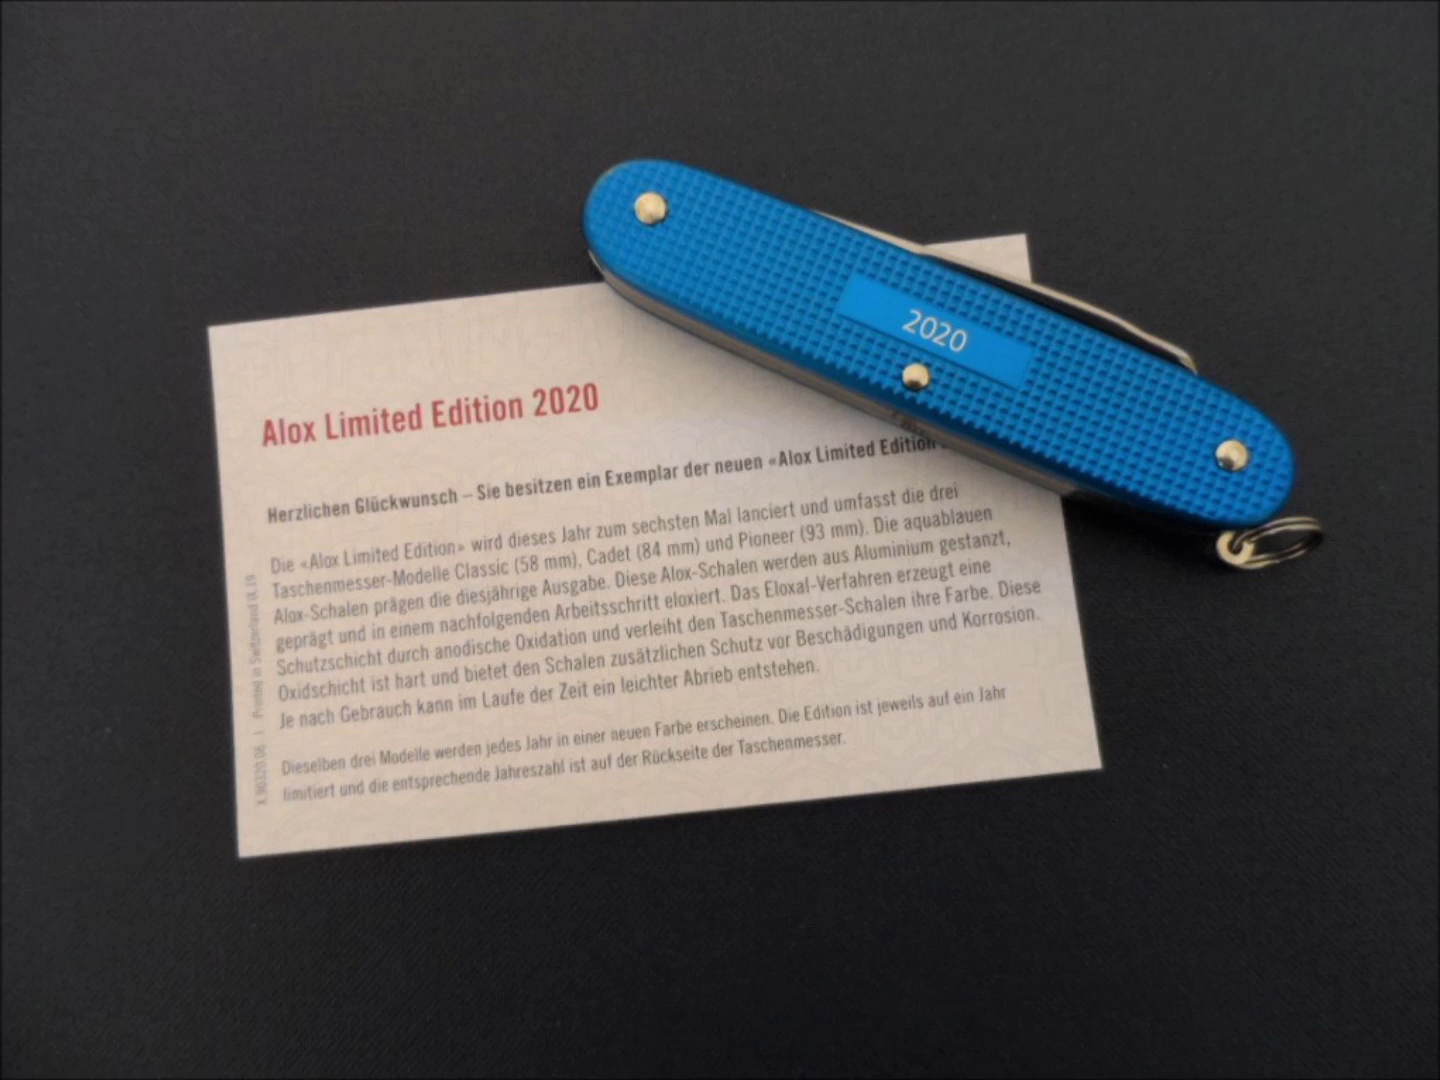 2020
Alox Limited Edition 2020
Herzlichen Glückwunsch – Sie besitzen ein Exemplar der neuen «Alox Limited Edition
Die «Alox Limited Edition» wird dieses Jahr zum sechsten Mal lanciert und umfasst die drei
Taschenmesser-Modelle Classic (58 mm), Cadet (84 mm) und Pioneer (93 mm). Die aquablauen
Alox-Schalen prägen die diesjährige Ausgabe. Diese Alox-Schalen werden aus Aluminium gestanzt,
geprägt und in einem nachfolgenden Arbeitsschritt eloxiert. Das Eloxal-Verfahren erzeugt eine
Schutzschicht durch anodische Oxidation und verleiht den Taschenmesser-Schalen ihre Farbe. Diese
Oxidschicht ist hart und bietet den Schalen zusätzlichen Schutz vor Beschädigungen und Korrosion.
Je nach Gebrauch kann im Laufe der Zeit ein leichter Abrieb entstehen.
Dieselben drei Modelle werden jedes Jahr in einer neuen Farbe erscheinen. Die Edition ist jeweils auf ein Jahr
limitiert und die entsprechende Jahreszahl ist auf der Rückseite der Taschenmesser.
X.90320.06 | Printed in Switzerland IX.19